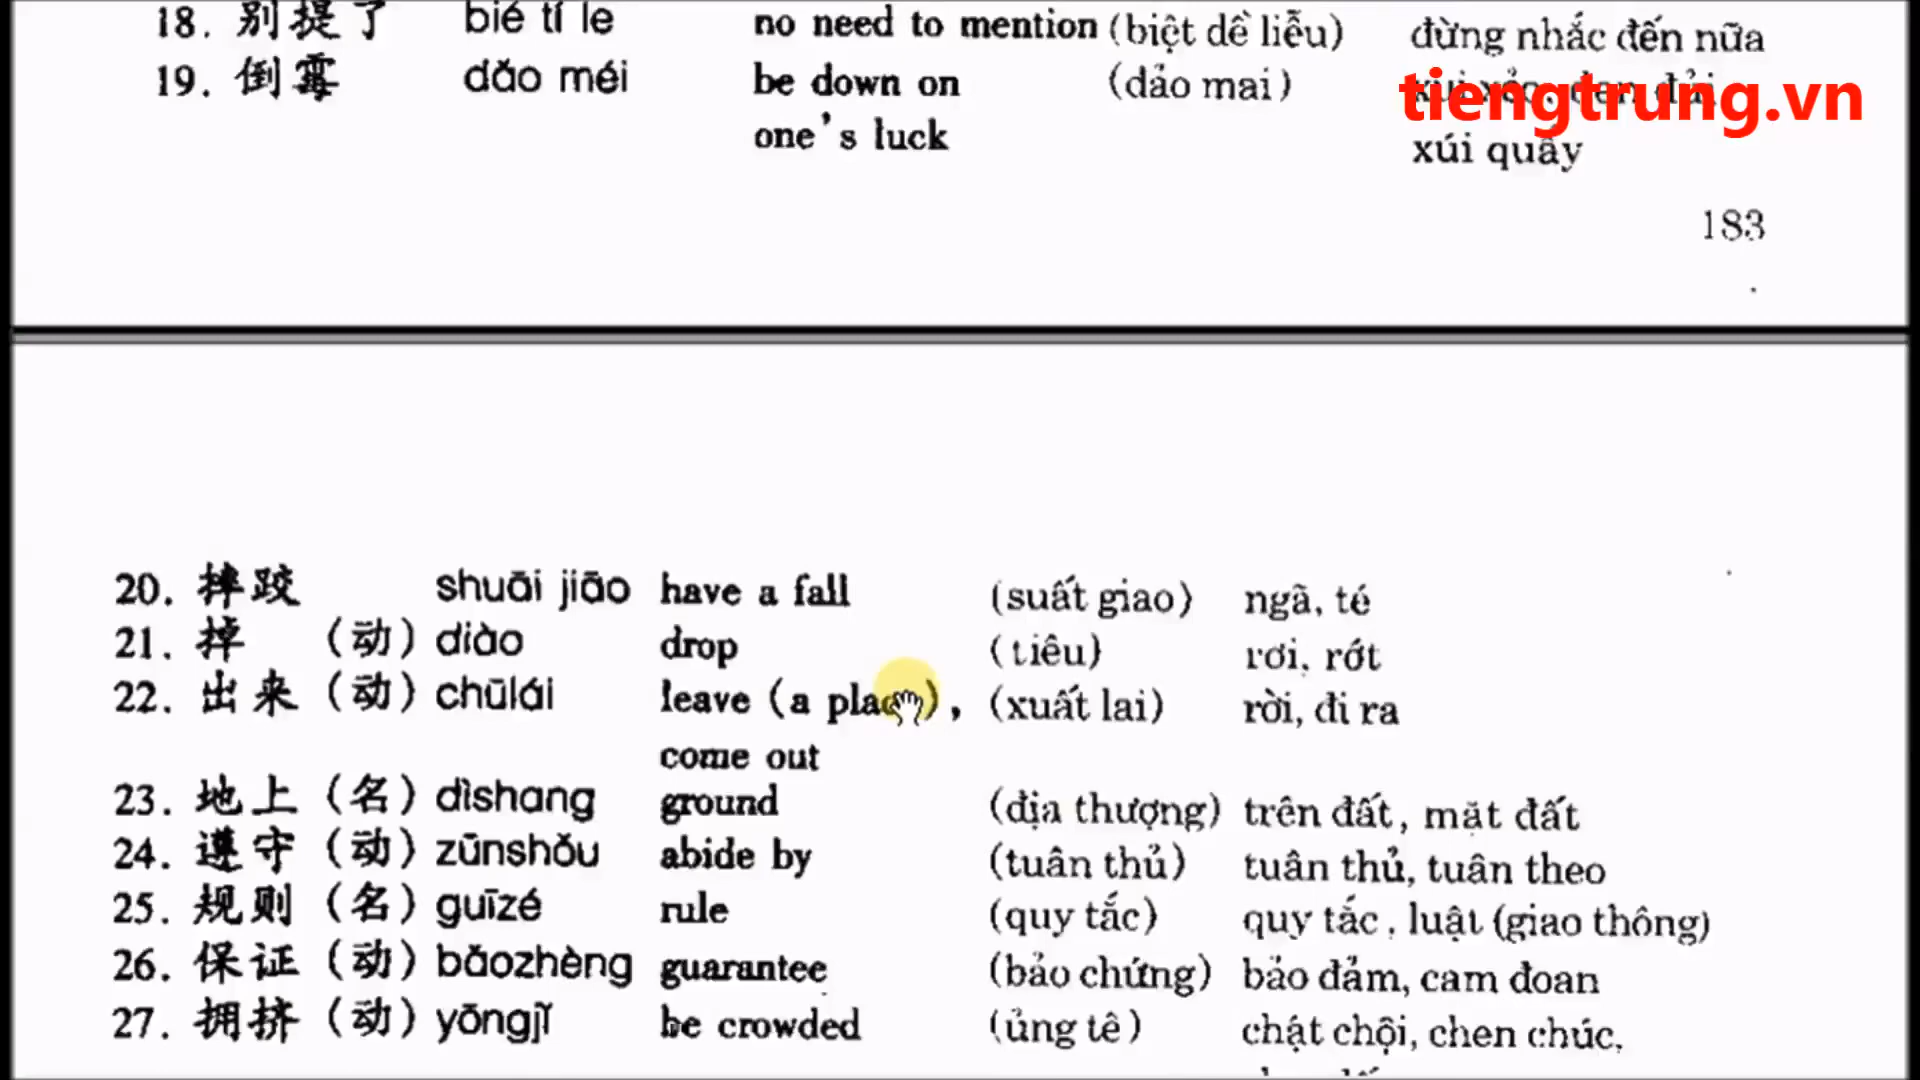 18. 别提了 bié tí le no need to mention (biệt dề liễu) đừng nhắc đến nữa
19. 倒霉 dǎo méi be down on (dảo mai)
tiengtrung.vn
one's luck xúi quẩy
183
20. 摔跤 shuāi jiāo have a fall (suất giao) ngã, té
21. 掉 (动) diào drop (tiêu) rơi, rớt
22. 出来 (动) chūlái leave (a place), (xuất lai) rời, đi ra
come out
23. 地上 (名) dìshang ground (địa thượng) trên đất, mặt đất
24. 遵守 (动) zūnshǒu abide by (tuân thủ) tuân thủ, tuân theo
25. 规则 (名) guīzé rule (quy tắc) quy tắc, luật (giao thông)
26. 保证 (动) bǎozhèng guarantee (bảo chứng) bảo đảm, cam đoan
27. 拥挤 (动) yōngjǐ be crowded (ủng tê) chật chội, chen chúc,